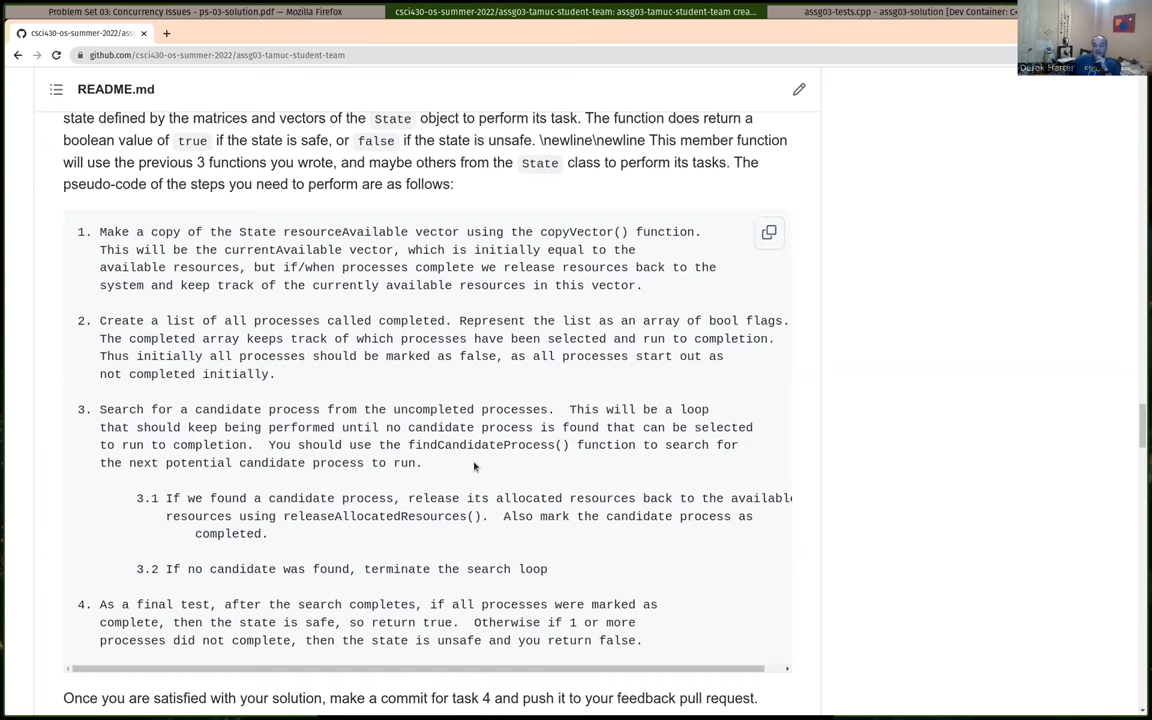 Problem Set 03: Concurrency Issues - ps-03-solution.pdf — Mozilla Firefox
csci430-os-summer-2022/assg03-tamuc-student-team: assg03-tamuc-student-team crea...
assg03-tests.cpp - assg03-solution [Dev Container: C+
csci430-os-summer-2022/assg
github.com/csci430-os-summer-2022/assg03-tamuc-student-team
Derek Harter
README.md
state defined by the matrices and vectors of the State object to perform its task. The function does return a
boolean value of true if the state is safe, or false if the state is unsafe. \newline\newline This member function
will use the previous 3 functions you wrote, and maybe others from the State class to perform its tasks. The
pseudo-code of the steps you need to perform are as follows:
1. Make a copy of the State resourceAvailable vector using the copyVector() function.
This will be the currentAvailable vector, which is initially equal to the
available resources, but if/when processes complete we release resources back to the
system and keep track of the currently available resources in this vector.
2. Create a list of all processes called completed. Represent the list as an array of bool flags.
The completed array keeps track of which processes have been selected and run to completion.
Thus initially all processes should be marked as false, as all processes start out as
not completed initially.
3. Search for a candidate process from the uncompleted processes.  This will be a loop
that should keep being performed until no candidate process is found that can be selected
to run to completion.  You should use the findCandidateProcess() function to search for
the next potential candidate process to run.
3.1 If we found a candidate process, release its allocated resources back to the available
resources using releaseAllocatedResources().  Also mark the candidate process as
completed.
3.2 If no candidate was found, terminate the search loop
4. As a final test, after the search completes, if all processes were marked as
complete, then the state is safe, so return true.  Otherwise if 1 or more
processes did not complete, then the state is unsafe and you return false.
Once you are satisfied with your solution, make a commit for task 4 and push it to your feedback pull request.